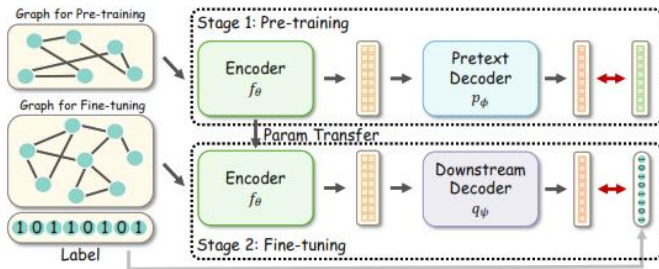 Graph for Pre-training
Stage 1: Pre-training
Encoder
fθ
Pretext
Decoder
pϕ
Graph for Fine-tuning
Param Transfer
Encoder
fθ
Downstream
Decoder
qψ
1 0 1 1 0 1 0 1
Label
Stage 2: Fine-tuning